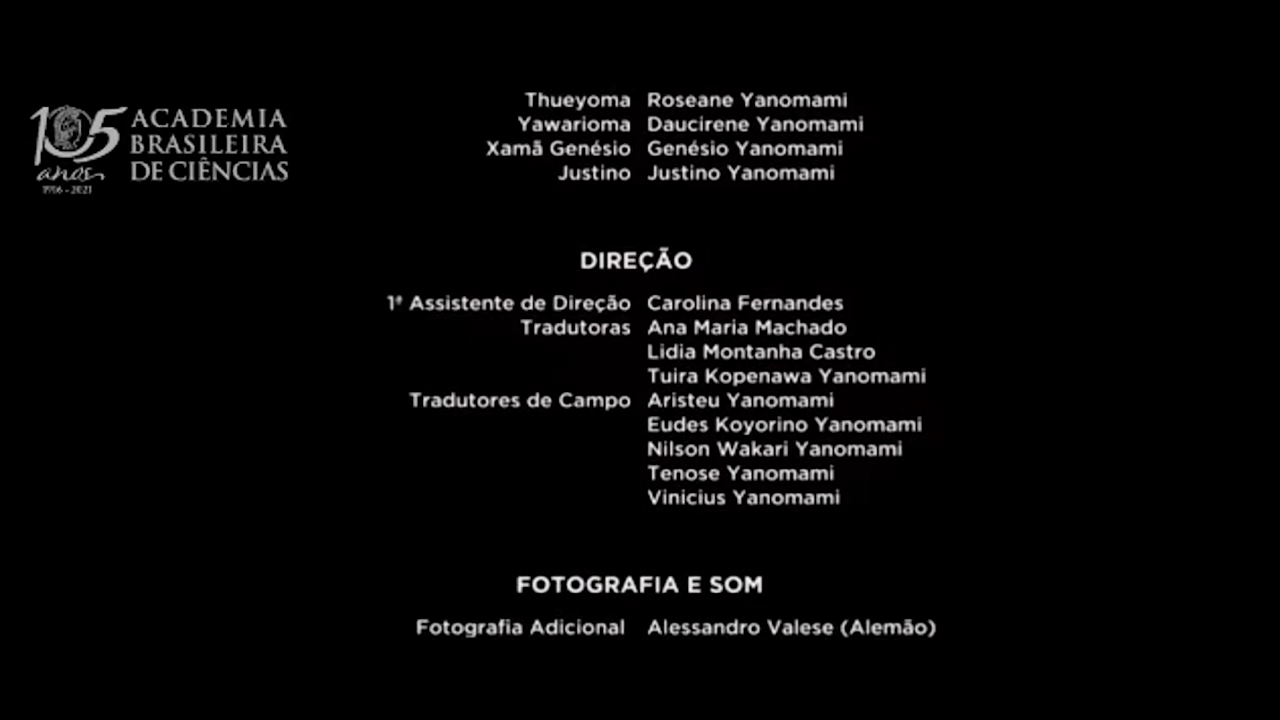 105 ACADEMIA
BRASILEIRA
anos DE CIÊNCIAS
1916 - 2021
Thueyoma Roseane Yanomami
Yawarioma Daucirene Yanomami
Xamã Genésio Genésio Yanomami
Justino Justino Yanomami
DIREÇÃO
1ª Assistente de Direção Carolina Fernandes
Tradutoras Ana Maria Machado
Lidia Montanha Castro
Tuira Kopenawa Yanomami
Tradutores de Campo Aristeu Yanomami
Eudes Koyorino Yanomami
Nilson Wakari Yanomami
Tenose Yanomami
Vinicius Yanomami
FOTOGRAFIA E SOM
Fotografia Adicional Alessandro Valese (Alemão)